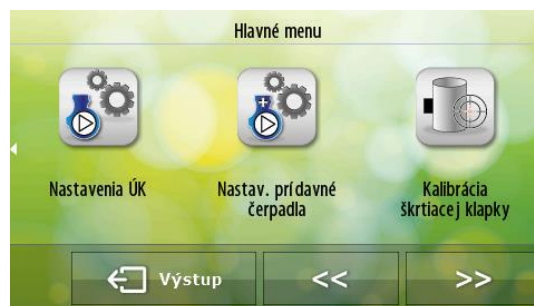 Hlavné menu
Nastavenia ÚK
Nastav. prídavné
čerpadla
Kalibrácia
škrtiacej klapky
Výstup
<<
>>